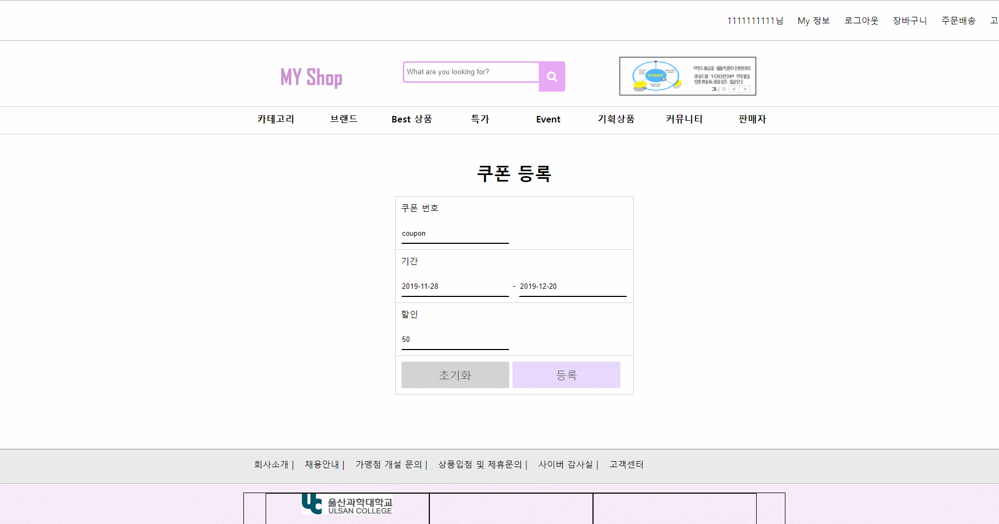 1111111111님 My 정보 로그아웃 장바구니 주문배송 고
MY Shop
What are you looking for?
START
역대급 룰렛이벤트
최대 100만P 적립
영화&팝콘 할인
3/5 < >
카테고리 브랜드 Best 상품 특가 Event 기획상품 커뮤니티 판매자
쿠폰 등록
쿠폰 번호
coupon
기간
2019-11-28 - 2019-12-20
할인
50
초기화 등록
회사소개 | 채용안내 | 가맹점 개설 문의 | 상품입점 및 제휴문의 | 사이버 감사실 | 고객센터
UC 울산과학대학교
ULSAN COLLEGE